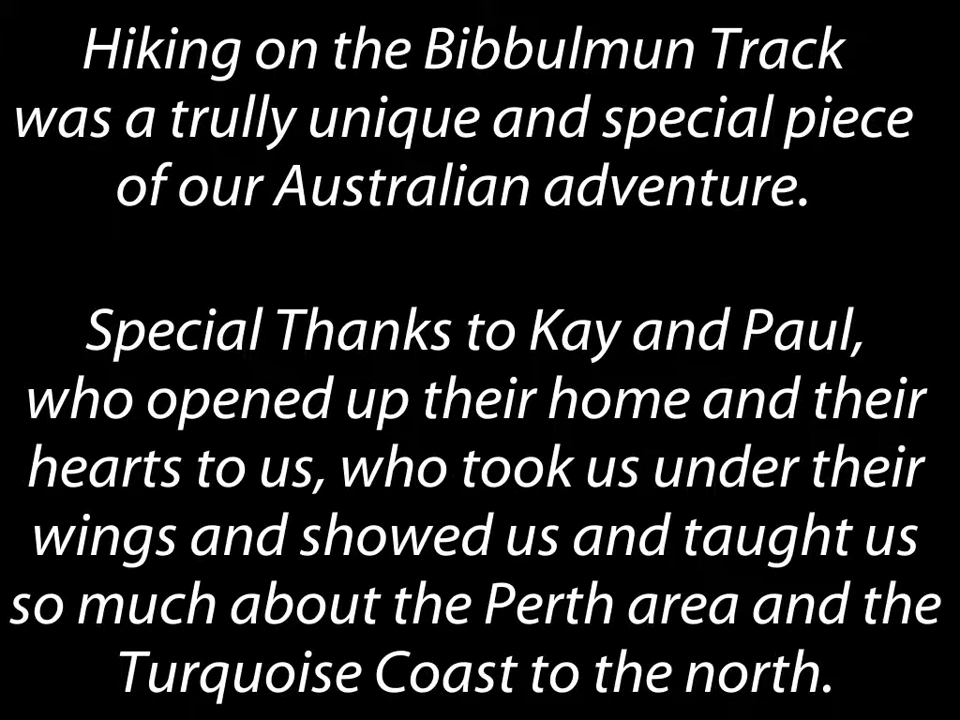 Hiking on the Bibbulmun Track
was a trully unique and special piece
of our Australian adventure.
Special Thanks to Kay and Paul,
who opened up their home and their
hearts to us, who took us under their
wings and showed us and taught us
so much about the Perth area and the
Turquoise Coast to the north.